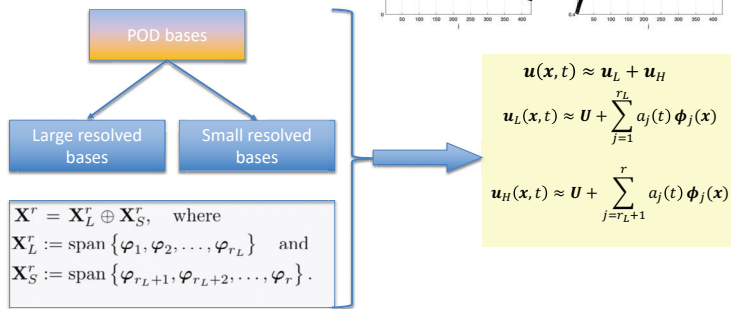 50 100 150 200 250 300 350 400
j
0.4
50 100 150 200 250 300 350 400
j
POD bases
Large resolved
bases
Small resolved
bases
X^r = X_L^r ⊕ X_S^r, where
X_L^r := span {φ_1, φ_2, . . . , φ_{r_L}} and
X_S^r := span {φ_{r_L+1}, φ_{r_L+2}, . . . , φ_r} .
u(x, t) ≈ u_L + u_H
u_L(x, t) ≈ U + ∑_{j=1}^{r_L} a_j(t) ϕ_j(x)
u_H(x, t) ≈ U + ∑_{j=r_L+1}^{r} a_j(t) ϕ_j(x)